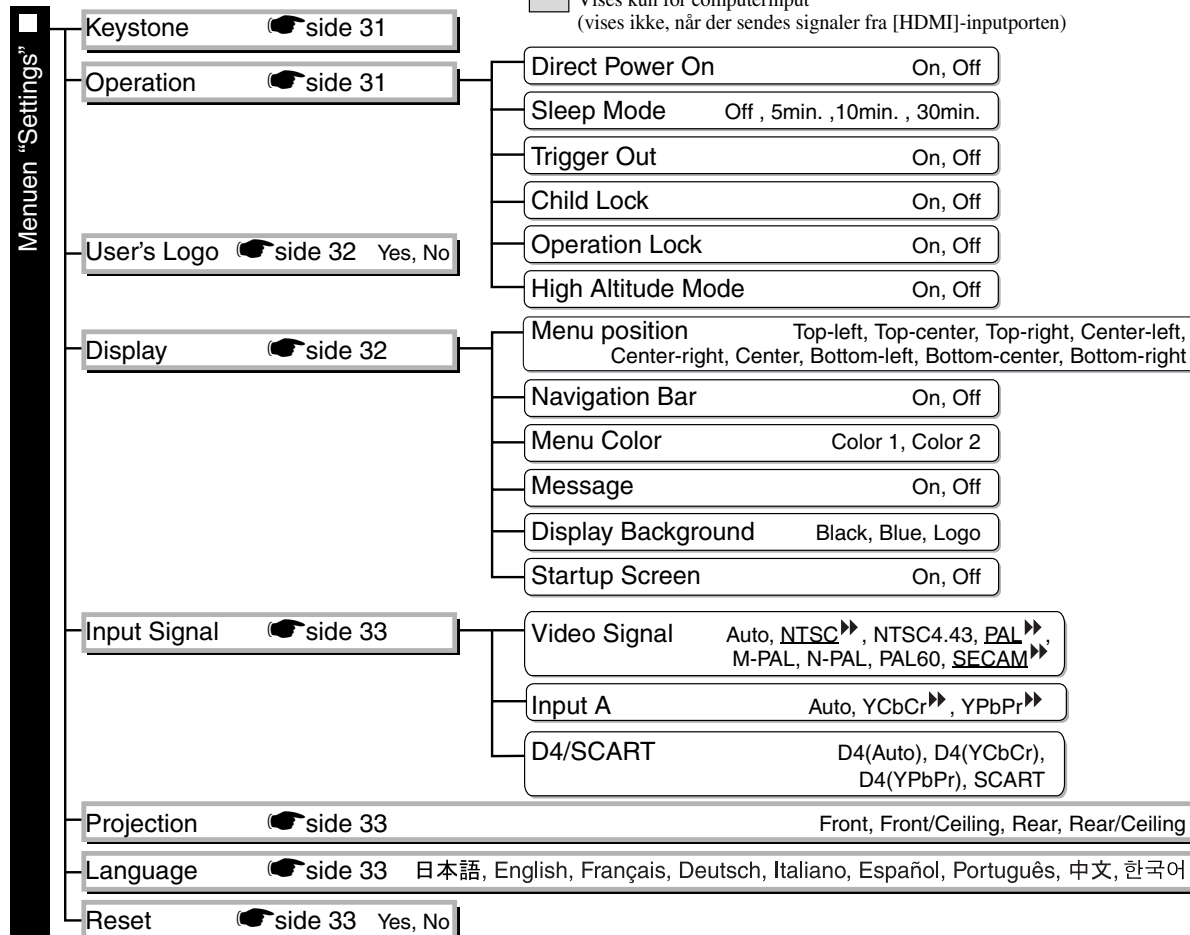 Menuen “Settings” ■
Vises kun for computerinput
(vises ikke, når der sendes signaler fra [HDMI]-inputporten)
Keystone ☛side 31
Operation ☛side 31
Direct Power On On, Off
Sleep Mode Off , 5min. ,10min. , 30min.
Trigger Out On, Off
Child Lock On, Off
Operation Lock On, Off
High Altitude Mode On, Off
User’s Logo ☛side 32 Yes, No
Display ☛side 32
Menu position Top-left, Top-center, Top-right, Center-left,
Center-right, Center, Bottom-left, Bottom-center, Bottom-right
Navigation Bar On, Off
Menu Color Color 1, Color 2
Message On, Off
Display Background Black, Blue, Logo
Startup Screen On, Off
Input Signal ☛side 33
Video Signal Auto, NTSC▶▶ , NTSC4.43, PAL▶▶ ,
M-PAL, N-PAL, PAL60, SECAM▶▶
Input A Auto, YCbCr▶▶ , YPbPr▶▶
D4/SCART D4(Auto), D4(YCbCr),
D4(YPbPr), SCART
Projection ☛side 33 Front, Front/Ceiling, Rear, Rear/Ceiling
Language ☛side 33 日本語, English, Français, Deutsch, Italiano, Español, Português, 中文, 한국어
Reset ☛side 33 Yes, No